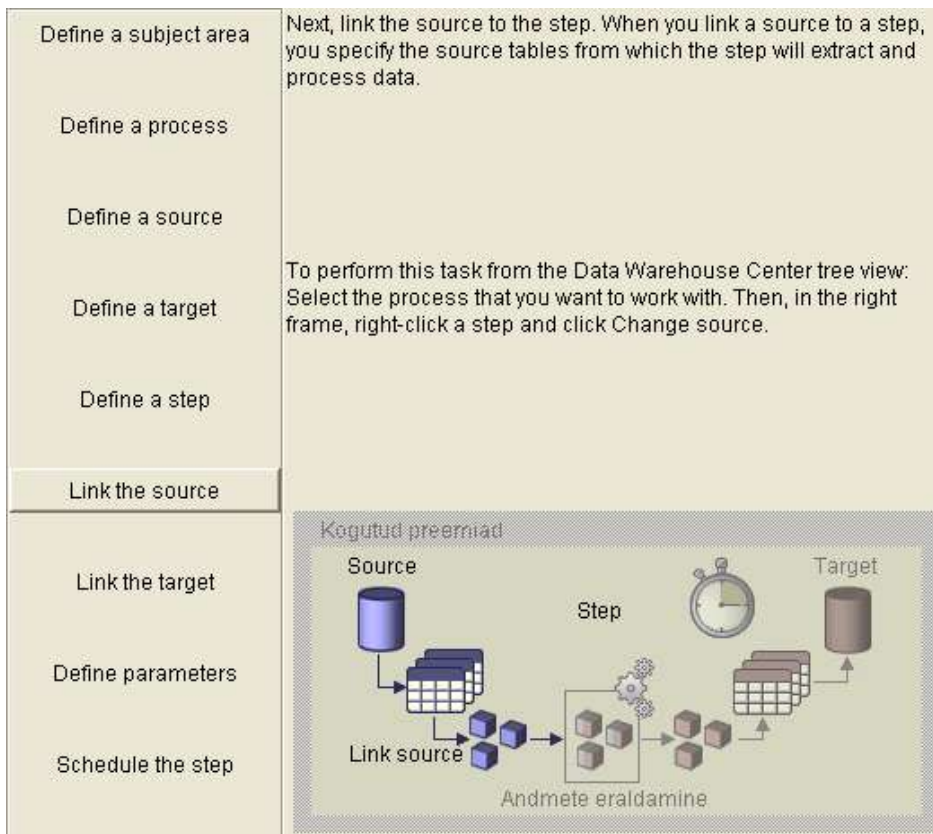 Define a subject area
Define a process
Define a source
Define a target
Define a step
Link the source
Link the target
Define parameters
Schedule the step
Next, link the source to the step. When you link a source to a step,
you specify the source tables from which the step will extract and
process data.
To perform this task from the Data Warehouse Center tree view:
Select the process that you want to work with. Then, in the right
frame, right-click a step and click Change source.
Kogutud preemiad
Source
Target
Step
Link source
Andmete eraldamine